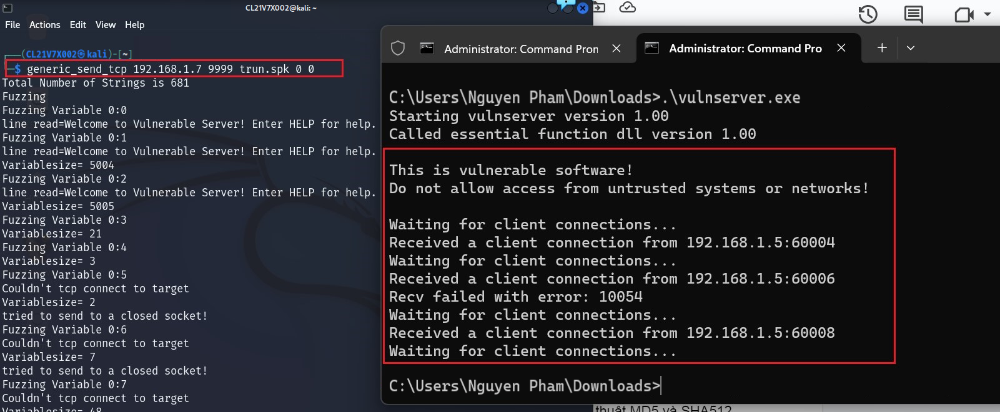 CL21V7X002@kali: ~
File Actions Edit View Help
(CL21V7X002㉿kali)-[~]
$ generic_send_tcp 192.168.1.7 9999 trun.spk 0 0
Total Number of Strings is 681
Fuzzing
Fuzzing Variable 0:0
line read=Welcome to Vulnerable Server! Enter HELP for help.
Fuzzing Variable 0:1
line read=Welcome to Vulnerable Server! Enter HELP for help.
Variablesize= 5004
Fuzzing Variable 0:2
line read=Welcome to Vulnerable Server! Enter HELP for help.
Variablesize= 5005
Fuzzing Variable 0:3
Variablesize= 21
Fuzzing Variable 0:4
Variablesize= 3
Fuzzing Variable 0:5
Couldn't tcp connect to target
Variablesize= 2
tried to send to a closed socket!
Fuzzing Variable 0:6
Couldn't tcp connect to target
Variablesize= 7
tried to send to a closed socket!
Fuzzing Variable 0:7
Couldn't tcp connect to target
Variablesize= 48
Administrator: Command Pron
Administrator: Command Pro
C:\Users\Nguyen Pham\Downloads>.\vulnserver.exe
Starting vulnserver version 1.00
Called essential function dll version 1.00
This is vulnerable software!
Do not allow access from untrusted systems or networks!
Waiting for client connections...
Received a client connection from 192.168.1.5:60004
Waiting for client connections...
Received a client connection from 192.168.1.5:60006
Recv failed with error: 10054
Waiting for client connections...
Received a client connection from 192.168.1.5:60008
Waiting for client connections...
C:\Users\Nguyen Pham\Downloads>
thuật MD5 và SHA512